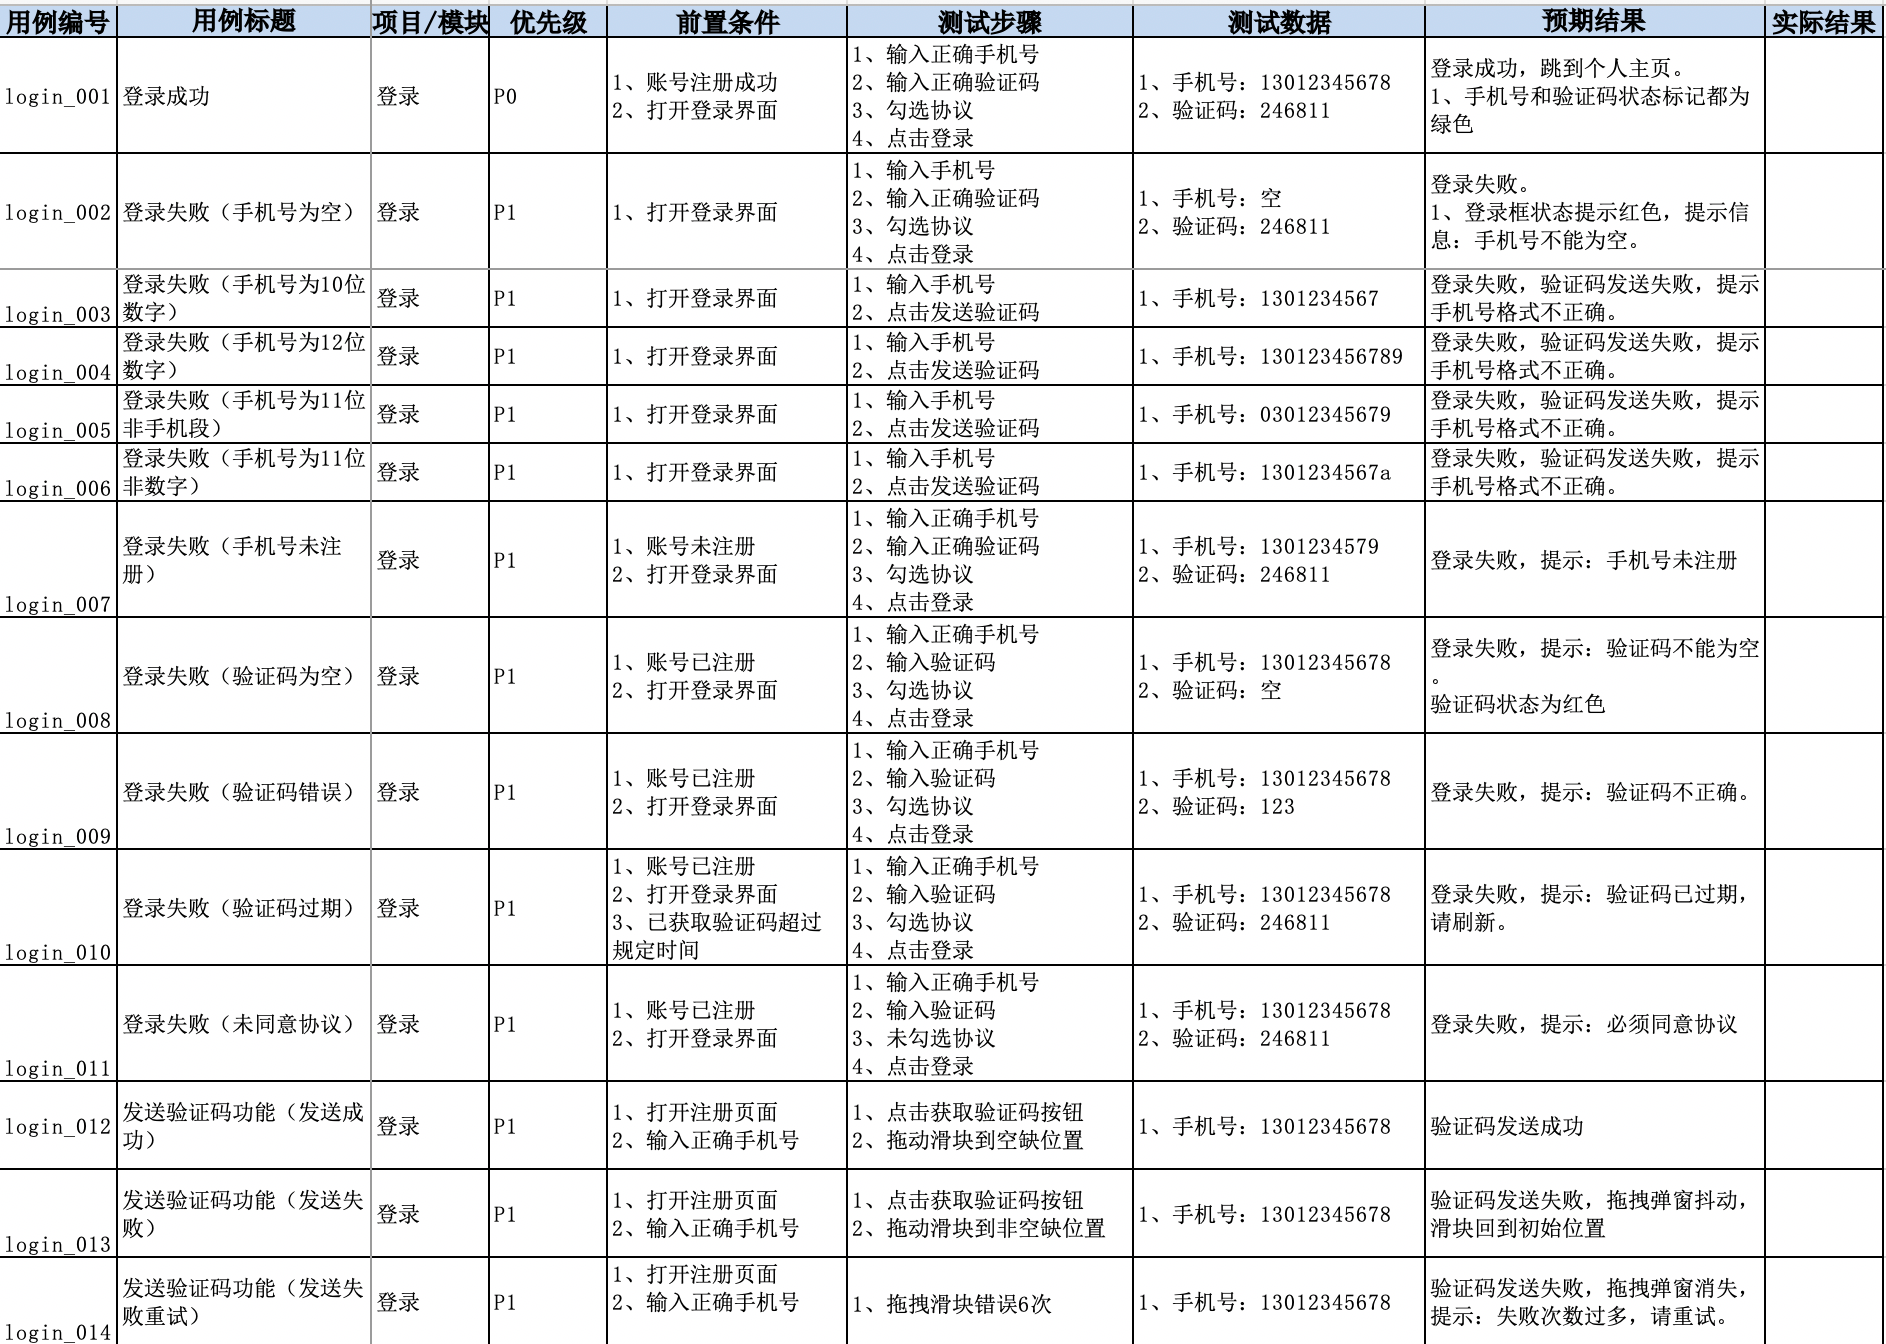 用例编号 用例标题 项目/模块 优先级 前置条件 测试步骤 测试数据 预期结果 实际结果
login_001
登录成功
登录
P0
1、账号注册成功
2、打开登录界面
1、输入正确手机号
2、输入正确验证码
3、勾选协议
4、点击登录
1、手机号：13012345678
2、验证码：246811
登录成功，跳到个人主页。
1、手机号和验证码状态标记都为
绿色
login_002
登录失败（手机号为空）
登录
P1
1、打开登录界面
1、输入手机号
2、输入正确验证码
3、勾选协议
4、点击登录
1、手机号：空
2、验证码：246811
登录失败。
1、登录框状态提示红色，提示信
息：手机号不能为空。
login_003
登录失败（手机号为10位
数字）
登录
P1
1、打开登录界面
1、输入手机号
2、点击发送验证码
1、手机号：1301234567
登录失败，验证码发送失败，提示
手机号格式不正确。
login_004
登录失败（手机号为12位
数字）
登录
P1
1、打开登录界面
1、输入手机号
2、点击发送验证码
1、手机号：130123456789
登录失败，验证码发送失败，提示
手机号格式不正确。
login_005
登录失败（手机号为11位
非手机段）
登录
P1
1、打开登录界面
1、输入手机号
2、点击发送验证码
1、手机号：03012345679
登录失败，验证码发送失败，提示
手机号格式不正确。
login_006
登录失败（手机号为11位
非数字）
登录
P1
1、打开登录界面
1、输入手机号
2、点击发送验证码
1、手机号：1301234567a
登录失败，验证码发送失败，提示
手机号格式不正确。
login_007
登录失败（手机号未注
册）
登录
P1
1、账号未注册
2、打开登录界面
1、输入正确手机号
2、输入正确验证码
3、勾选协议
4、点击登录
1、手机号：1301234579
2、验证码：246811
登录失败，提示：手机号未注册
login_008
登录失败（验证码为空）
登录
P1
1、账号已注册
2、打开登录界面
1、输入正确手机号
2、输入验证码
3、勾选协议
4、点击登录
1、手机号：13012345678
2、验证码：空
登录失败，提示：验证码不能为空
。
验证码状态为红色
login_009
登录失败（验证码错误）
登录
P1
1、账号已注册
2、打开登录界面
1、输入正确手机号
2、输入验证码
3、勾选协议
4、点击登录
1、手机号：13012345678
2、验证码：123
登录失败，提示：验证码不正确。
login_010
登录失败（验证码过期）
登录
P1
1、账号已注册
2、打开登录界面
3、已获取验证码超过
规定时间
1、输入正确手机号
2、输入验证码
3、勾选协议
4、点击登录
1、手机号：13012345678
2、验证码：246811
登录失败，提示：验证码已过期，
请刷新。
login_011
登录失败（未同意协议）
登录
P1
1、账号已注册
2、打开登录界面
1、输入正确手机号
2、输入验证码
3、未勾选协议
4、点击登录
1、手机号：13012345678
2、验证码：246811
登录失败，提示：必须同意协议
login_012
发送验证码功能（发送成
功）
登录
P1
1、打开注册页面
2、输入正确手机号
1、点击获取验证码按钮
2、拖动滑块到空缺位置
1、手机号：13012345678
验证码发送成功
login_013
发送验证码功能（发送失
败）
登录
P1
1、打开注册页面
2、输入正确手机号
1、点击获取验证码按钮
2、拖动滑块到非空缺位置
1、手机号：13012345678
验证码发送失败，拖拽弹窗抖动，
滑块回到初始位置
login_014
发送验证码功能（发送失
败重试）
登录
P1
1、打开注册页面
2、输入正确手机号
1、拖拽滑块错误6次
1、手机号：13012345678
验证码发送失败，拖拽弹窗消失，
提示：失败次数过多，请重试。